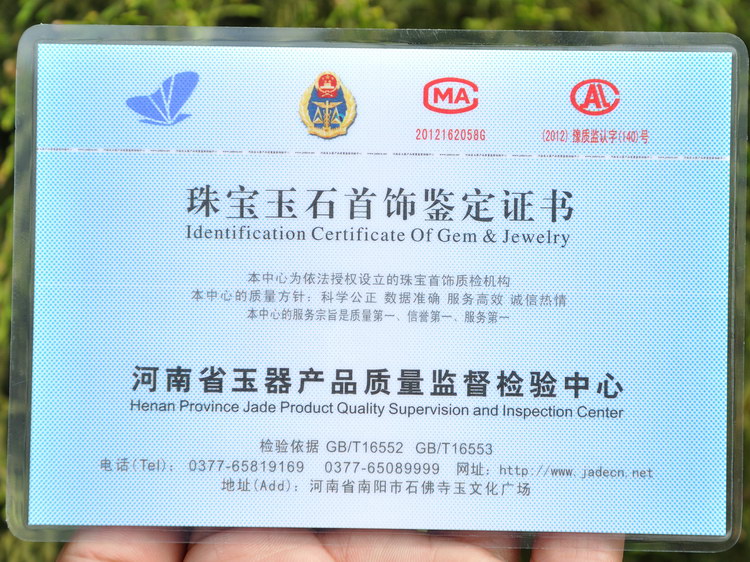 MA
2012162058G
CAL
(2012) 豫质监认字(140)号
珠宝玉石首饰鉴定证书
Identification Certificate Of Gem & Jewelry
本中心为依法授权设立的珠宝首饰质检机构
本中心的质量方针：科学公正 数据准确 服务高效 诚信热情
本中心的服务宗旨是质量第一、信誉第一、服务第一
河南省玉器产品质量监督检验中心
Henan Province Jade Product Quality Supervision and Inspection Center
检验依据 GB/T16552 GB/T16553
电话(Tel)： 0377-65819169 0377-65089999 网址：http://www.jadecn.net
地址(Add)：河南省南阳市石佛寺玉文化广场